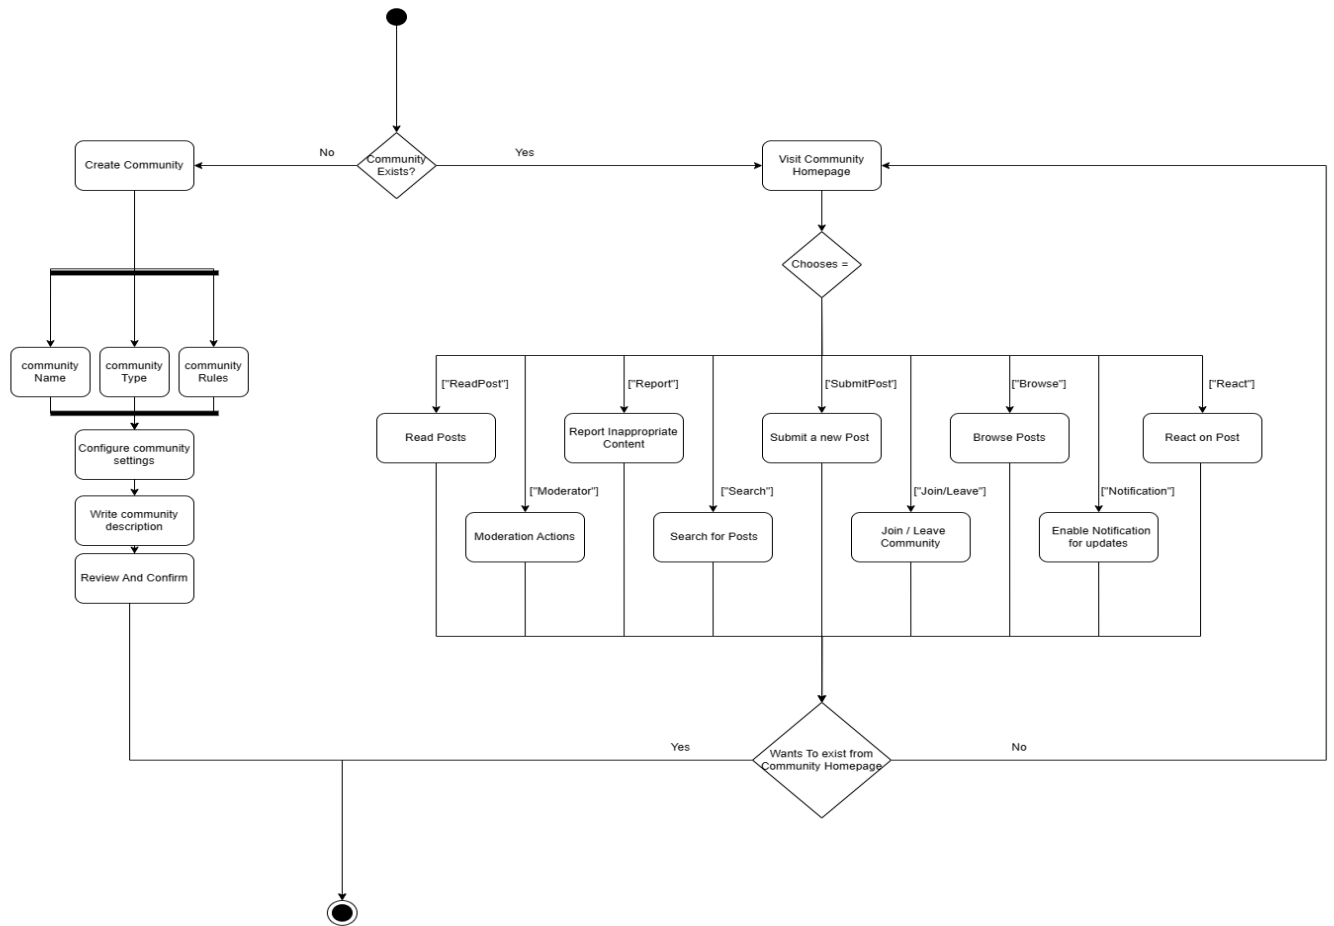 No
Yes
Create Community
Community
Exists?
Visit Community
Homepage
Chooses =
community
Name
community
Type
community
Rules
["ReadPost"]
["Report"]
["SubmitPost']
["Browse"]
["React"]
Read Posts
Report Inappropriate
Content
Submit a new Post
Browse Posts
React on Post
Configure community
settings
["Moderator"]
["Search"]
["Join/Leave"]
["Notification"]
Write community
description
Moderation Actions
Search for Posts
Join / Leave
Community
Enable Notification
for updates
Review And Confirm
Yes
No
Wants To exist from
Community Homepage